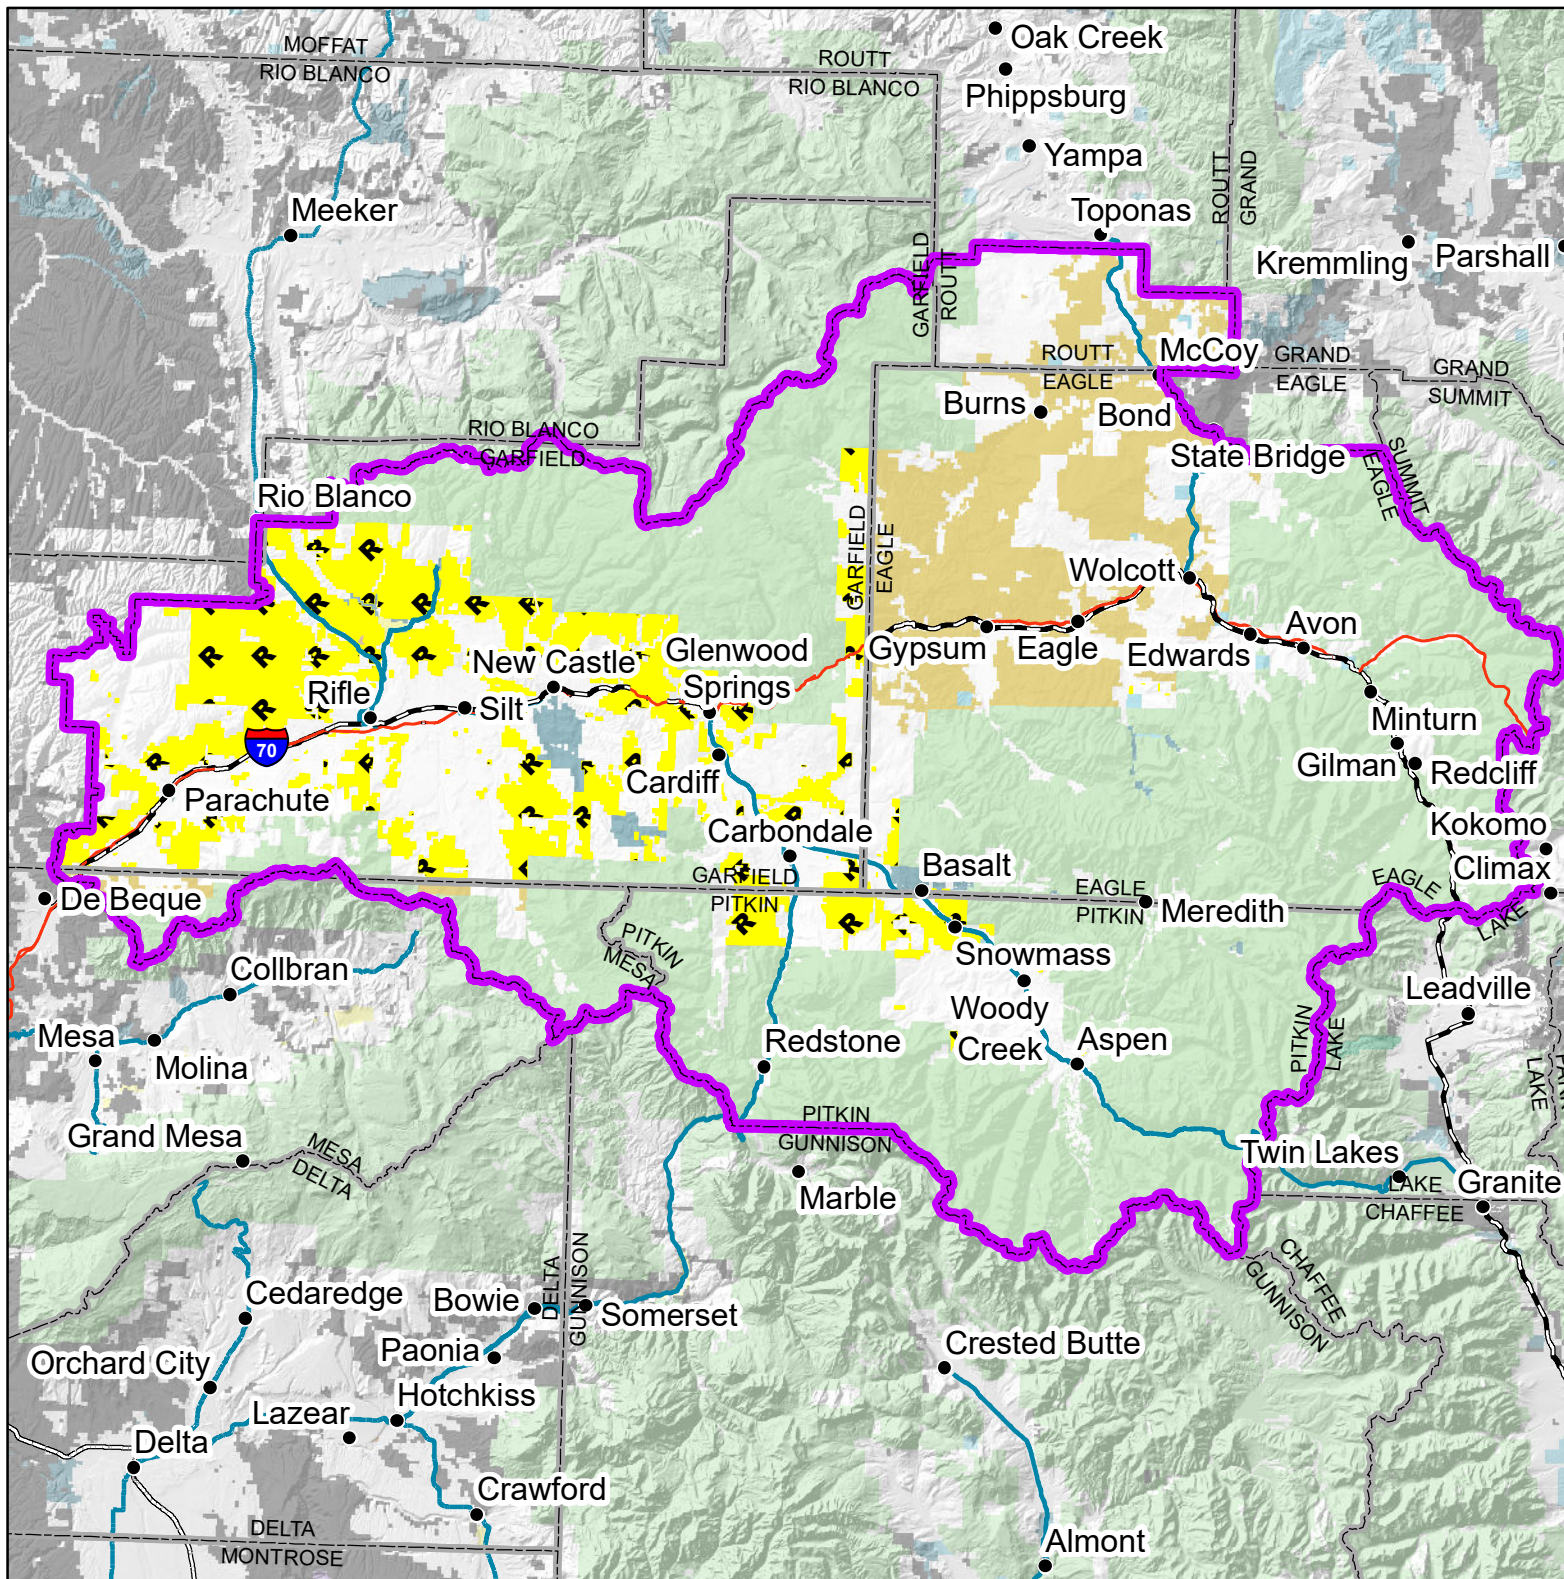 Oak Creek
MOFFAT
RIO BLANCO
ROUTT
RIO BLANCO
Phippsburg
Yampa
ROUTT
GRAND
Meeker
Toponas
GARFIELD
ROUTT
Kremmling
Parshall
McCoy
ROUTT
EAGLE
GRAND
EAGLE
GRAND
SUMMIT
Burns
Bond
RIO BLANCO
GARFIELD
State Bridge
SUMMIT
EAGLE
Rio Blanco
R
R
GARFIELD
EAGLE
Wolcott
R
R
R
R
R
R
R
R
R
R
R
New Castle
Glenwood
Springs
Gypsum
Eagle
Edwards
Avon
Rifle
Silt
R
R
R
Minturn
70
R
R
R
R
Cardiff
Gilman
Redcliff
Parachute
R
R
R
R
Carbondale
Kokomo
Climax
R
R
R
Basalt
GARFIELD
PITKIN
EAGLE
PITKIN
EAGLE
LAKE
De Beque
Meredith
R
R
R
R
PITKIN
MESA
Snowmass
Collbran
Woody
Creek
Leadville
Mesa
Molina
Redstone
Aspen
PITKIN
LAKE
LAKE
Grand Mesa
MESA
DELTA
PITKIN
GUNNISON
Twin Lakes
Marble
LAKE
CHAFFEE
Granite
CHAFFEE
GUNNISON
Cedaredge
Bowie
DELTA
GUNNISON
Somerset
Paonia
Crested Butte
Orchard City
Hotchkiss
Lazear
Delta
Crawford
DELTA
MONTROSE
Almont